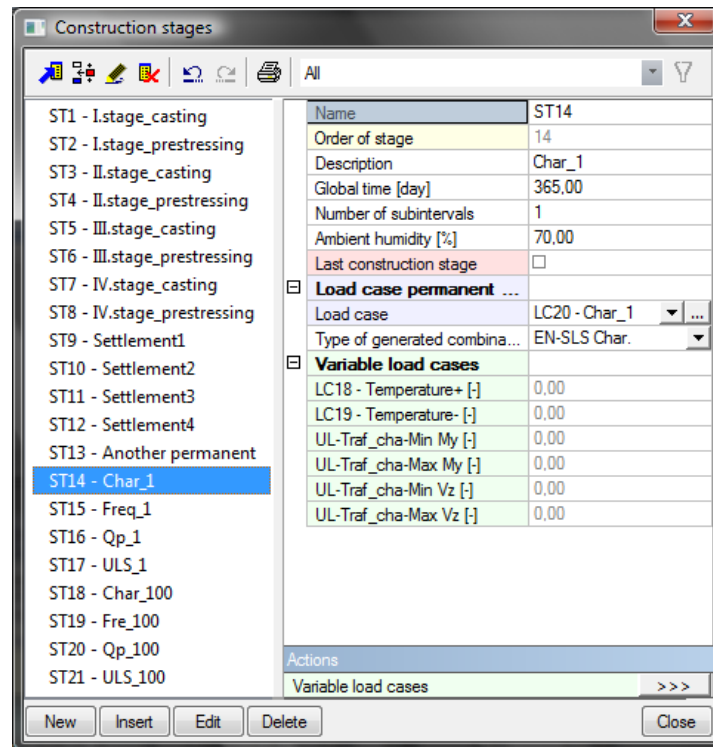 Construction stages
All
ST1 - I.stage_casting
ST2 - I.stage_prestressing
ST3 - II.stage_casting
ST4 - II.stage_prestressing
ST5 - III.stage_casting
ST6 - III.stage_prestressing
ST7 - IV.stage_casting
ST8 - IV.stage_prestressing
ST9 - Settlement1
ST10 - Settlement2
ST11 - Settlement3
ST12 - Settlement4
ST13 - Another permanent
ST14 - Char_1
ST15 - Freq_1
ST16 - Qp_1
ST17 - ULS_1
ST18 - Char_100
ST19 - Fre_100
ST20 - Qp_100
ST21 - ULS_100
Name ST14
Order of stage 14
Description Char_1
Global time [day] 365,00
Number of subintervals 1
Ambient humidity [%] 70,00
Last construction stage
Load case permanent ...
Load case LC20 - Char_1 ...
Type of generated combina... EN-SLS Char.
Variable load cases
LC18 - Temperature+ [-] 0,00
LC19 - Temperature- [-] 0,00
UL-Traf_cha-Min My [-] 0,00
UL-Traf_cha-Max My [-] 0,00
UL-Traf_cha-Min Vz [-] 0,00
UL-Traf_cha-Max Vz [-] 0,00
Actions
Variable load cases >>>
New Insert Edit Delete Close